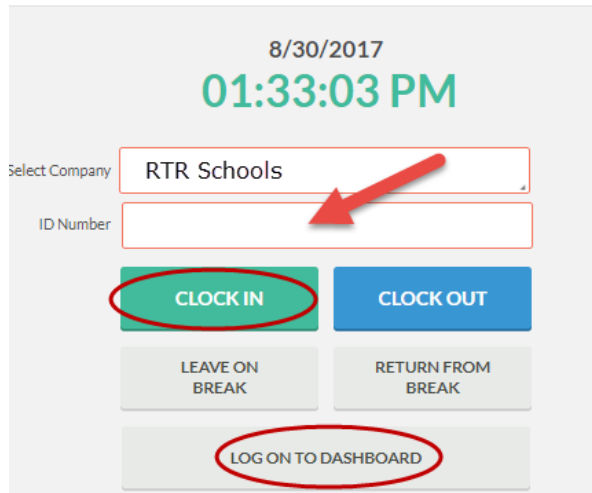 8/30/2017
01:33:03 PM
Select Company
RTR Schools
ID Number
CLOCK IN
CLOCK OUT
LEAVE ON
BREAK
RETURN FROM
BREAK
LOG ON TO DASHBOARD